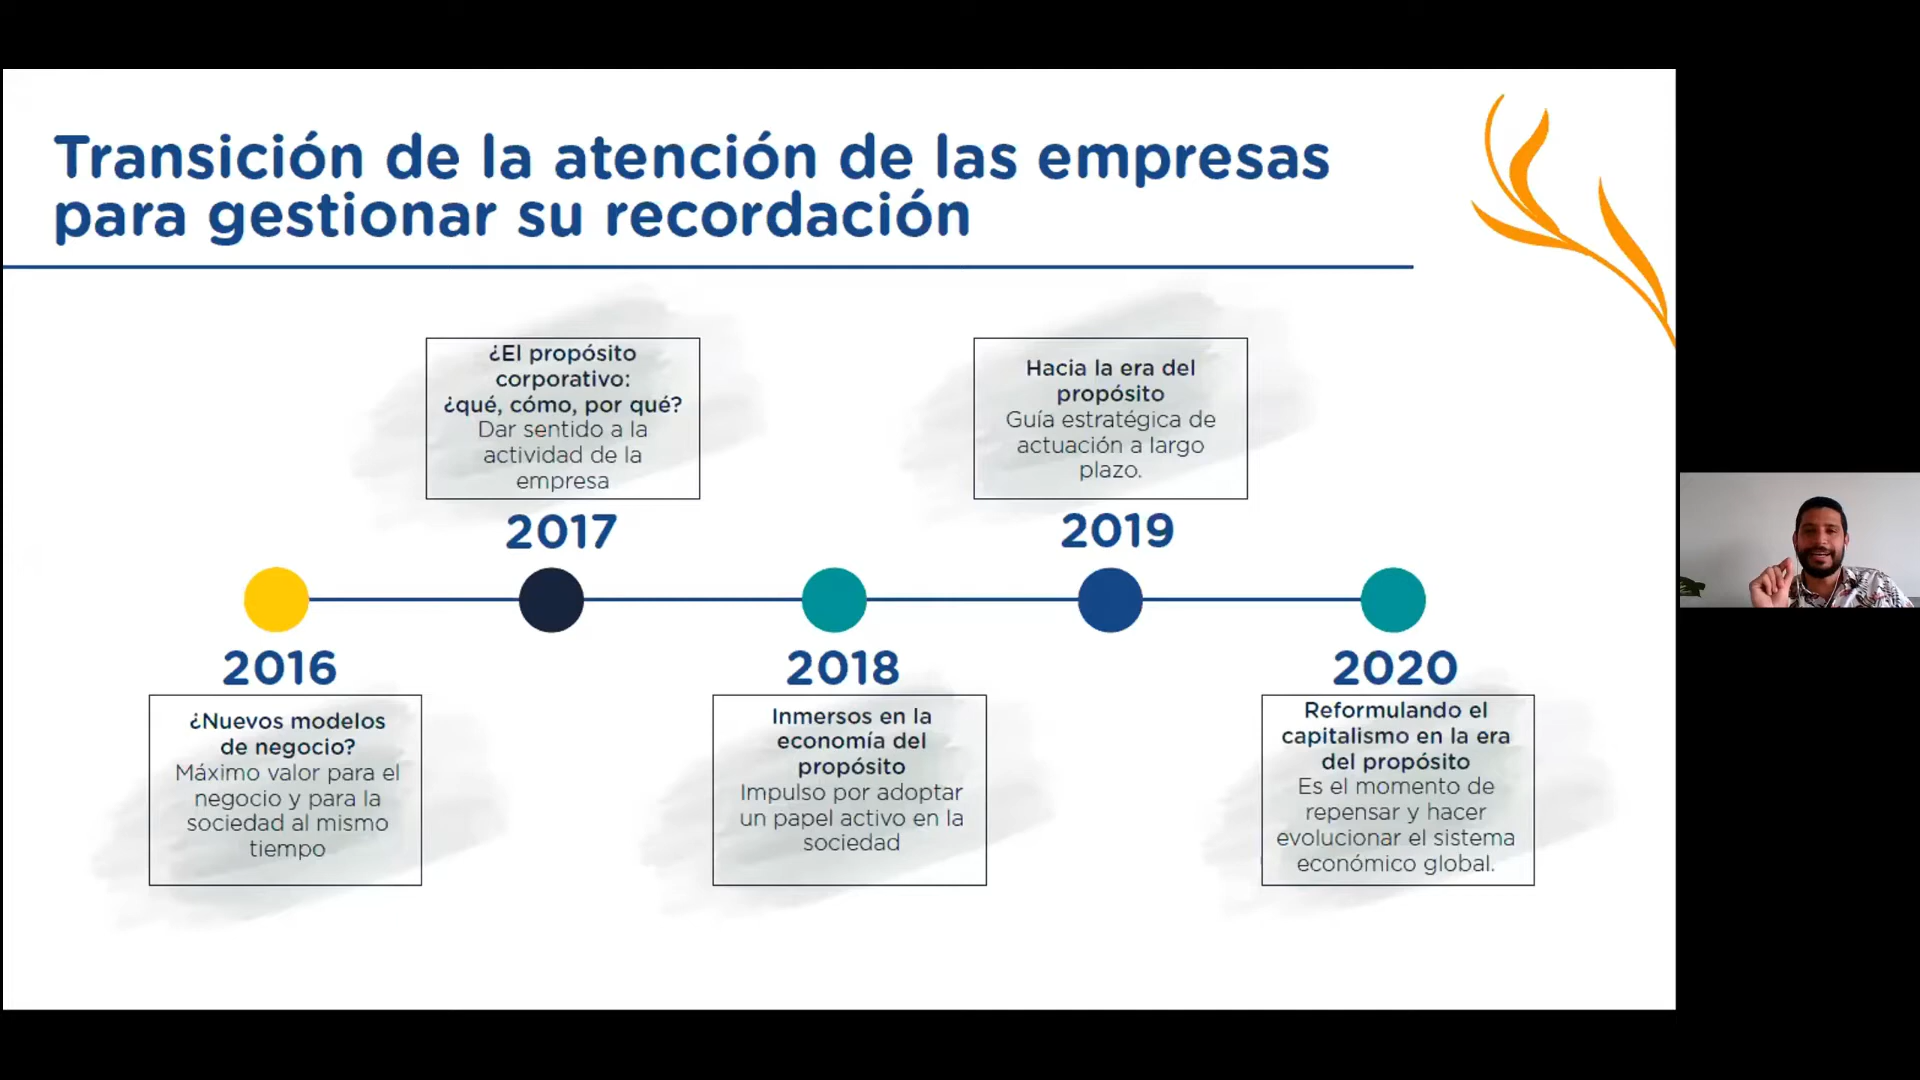 Transición de la atención de las empresas
para gestionar su recordación
¿El propósito
corporativo:
¿qué, cómo, por qué?
Dar sentido a la
actividad de la
empresa
2017
Hacia la era del
propósito
Guía estratégica de
actuación a largo
plazo.
2019
2016
¿Nuevos modelos
de negocio?
Máximo valor para el
negocio y para la
sociedad al mismo
tiempo
2018
Inmersos en la
economía del
propósito
Impulso por adoptar
un papel activo en la
sociedad
2020
Reformulando el
capitalismo en la era
del propósito
Es el momento de
repensar y hacer
evolucionar el sistema
económico global.